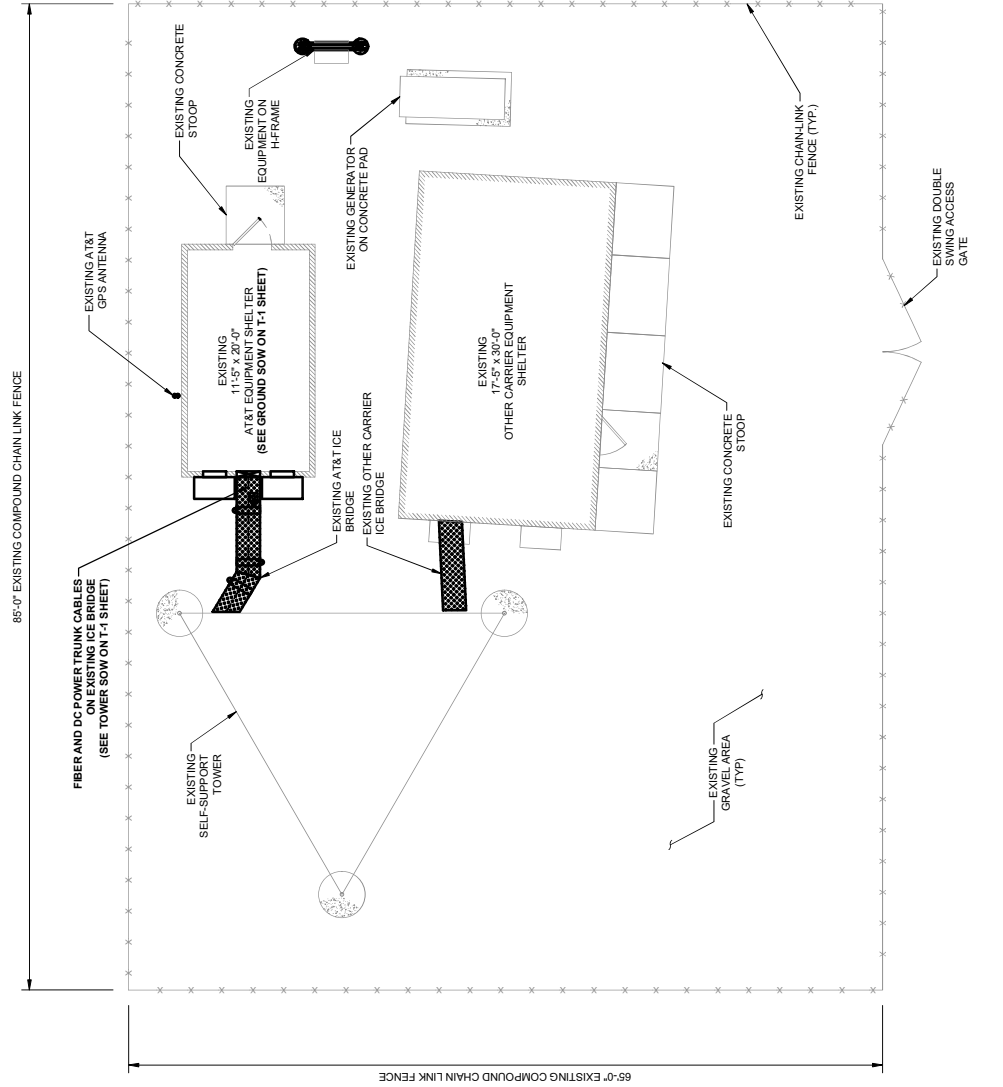 85'-0" EXISTING COMPOUND CHAIN LINK FENCE
65'-0" EXISTING COMPOUND CHAIN LINK FENCE
FIBER AND DC POWER TRUNK CABLES
ON EXISTING ICE BRIDGE
(SEE TOWER SOW ON T-1 SHEET)
EXISTING AT&T
GPS ANTENNA
EXISTING CONCRETE
STOOP
EXISTING
EQUIPMENT ON
H-FRAME
EXISTING
11'-5" x 20'-0"
AT&T EQUIPMENT SHELTER
(SEE GROUND SOW ON T-1 SHEET)
EXISTING GENERATOR
ON CONCRETE PAD
EXISTING
SELF-SUPPORT
TOWER
EXISTING AT&T ICE
BRIDGE
EXISTING OTHER CARRIER
ICE BRIDGE
EXISTING
17'-5" x 30'-0"
OTHER CARRIER EQUIPMENT
SHELTER
EXISTING
GRAVEL AREA
(TYP)
EXISTING CONCRETE
STOOP
EXISTING CHAIN-LINK
FENCE (TYP.)
EXISTING DOUBLE
SWING ACCESS
GATE